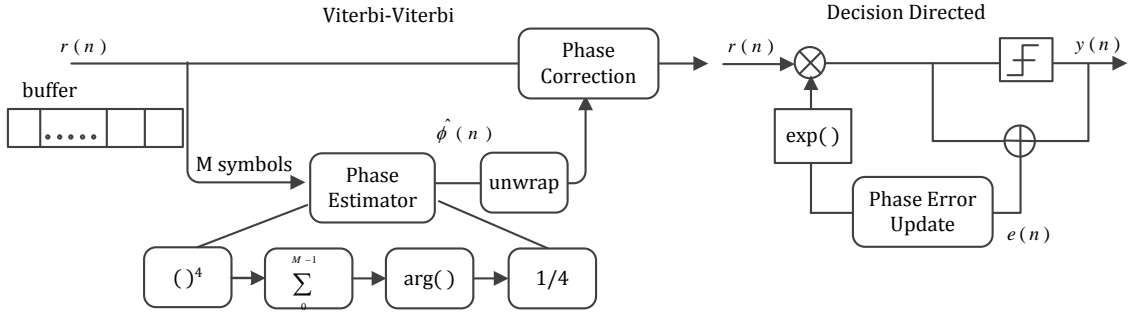 Viterbi-Viterbi
r(n)
Phase
Correction
buffer
M symbols
Phase
Estimator
ϕ̂(n)
unwrap
()⁴
M−1
∑
0
arg()
1/4
Decision Directed
r(n)
y(n)
exp()
Phase Error
Update
e(n)